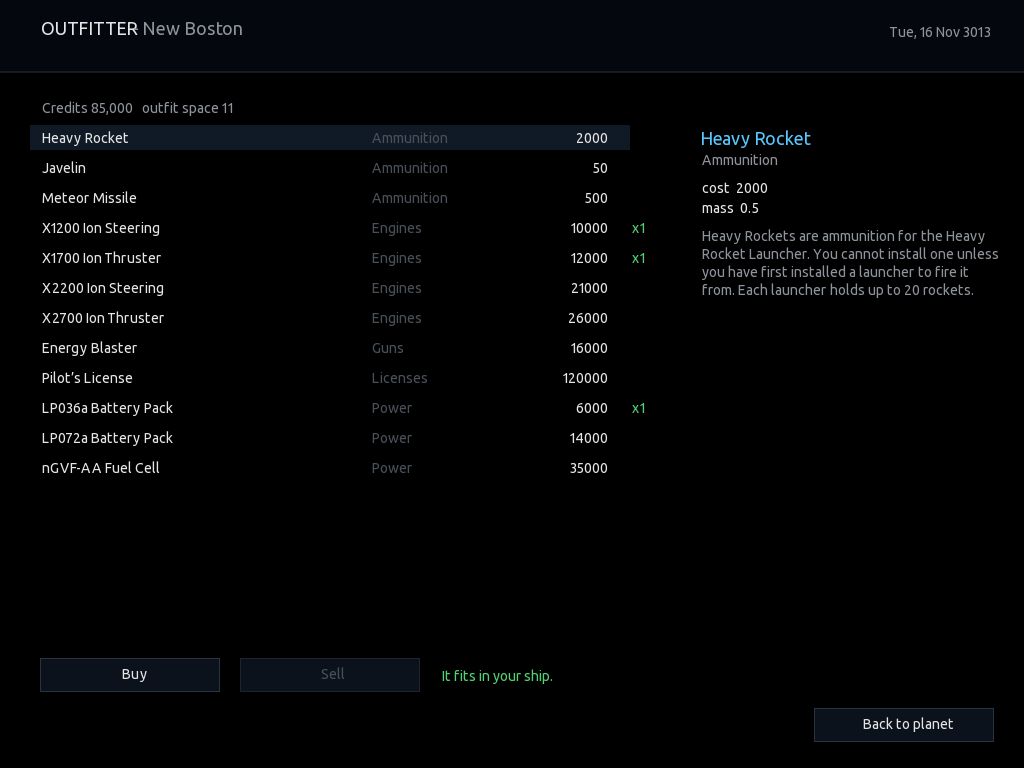 OUTFITTER - New Boston
Tue, 16 Nov 3013
Credits 85,000 outfit space 11
Heavy Rocket Ammunition 2000
Javelin Ammunition 50
Meteor Missile Ammunition 500
X1200 Ion Steering Engines 10000 x1
X1700 Ion Thruster Engines 12000 x1
X2200 Ion Steering Engines 21000
X2700 Ion Thruster Engines 26000
Energy Blaster Guns 16000
Pilot’s License Licenses 120000
LP036a Battery Pack Power 6000 x1
LP072a Battery Pack Power 14000
nGVF-AA Fuel Cell Power 35000
Heavy Rocket
Ammunition
cost 2000
mass 0.5
Heavy Rockets are ammunition for the Heavy
Rocket Launcher. You cannot install one unless
you have first installed a launcher to fire it
from. Each launcher holds up to 20 rockets.
Buy
Sell
It fits in your ship.
Back to planet